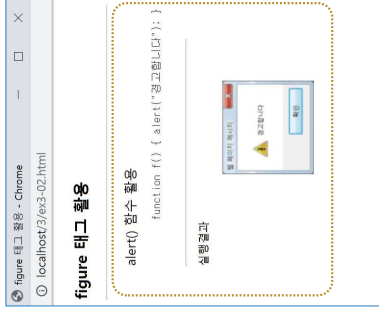 figure 태그 활용 - Chrome
localhost/3/ex3-02.html
figure 태그 활용
alert() 함수 활용
function f() { alert("경고합니다"); }
실행결과
웹 페이지 메시지
경고합니다
확인